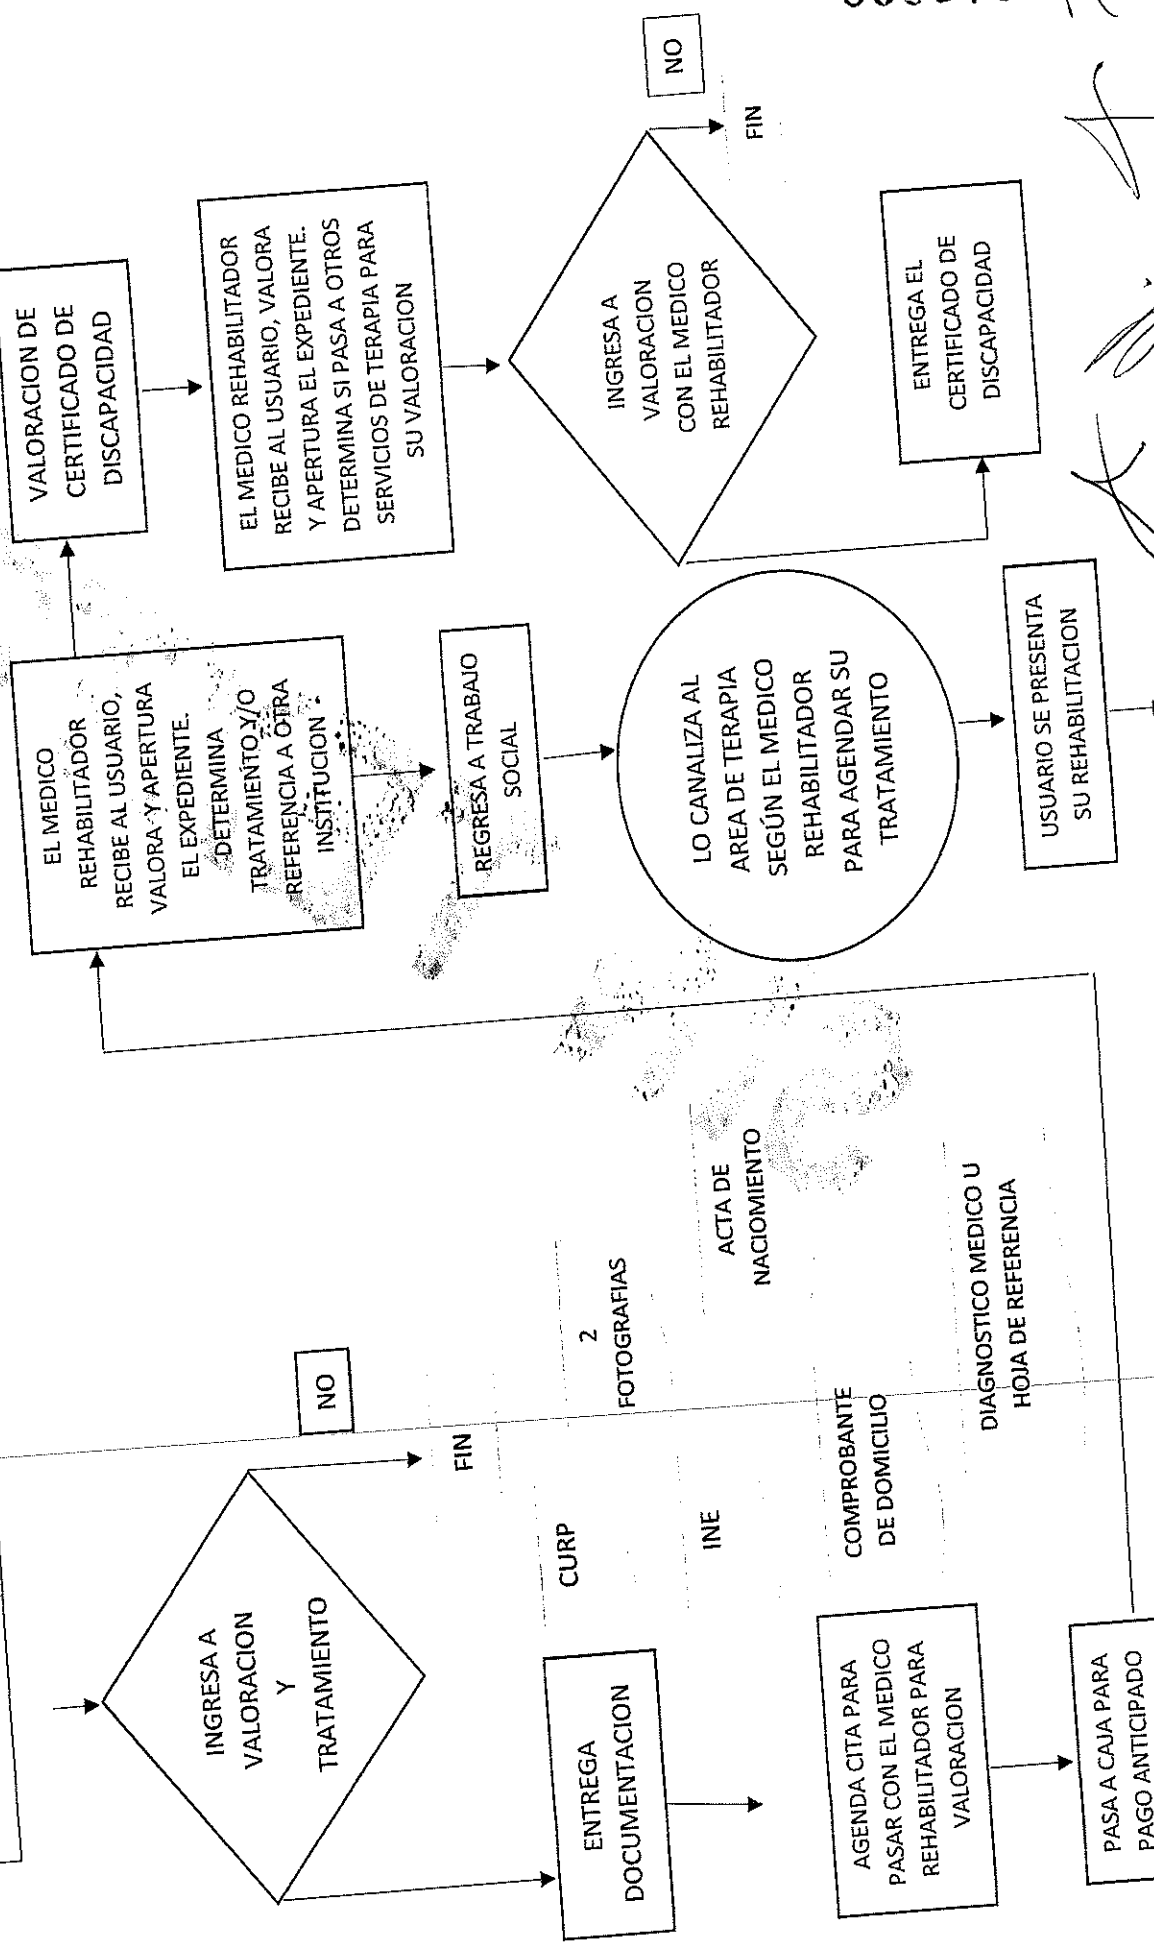 INGRESA A
VALORACION
Y
TRATAMIENTO
NO
FIN
ENTREGA
DOCUMENTACION
CURP
2
FOTOGRAFIAS
INE
ACTA DE
NACIOMIENTO
COMPROBANTE
DE DOMICILIO
DIAGNOSTICO MEDICO U
HOJA DE REFERENCIA
AGENDA CITA PARA
PASAR CON EL MEDICO
REHABILITADOR PARA
VALORACION
PASA A CAJA PARA
PAGO ANTICIPADO
EL MEDICO
REHABILITADOR
RECIBE AL USUARIO,
VALORA Y APERTURA
EL EXPEDIENTE.
DETERMINA
TRATAMIENTO Y/O
REFERENCIA A OTRA
INSTITUCION
REGRESA A TRABAJO
SOCIAL
LO CANALIZA AL
AREA DE TERAPIA
SEGÚN EL MEDICO
REHABILITADOR
PARA AGENDAR SU
TRATAMIENTO
USUARIO SE PRESENTA
SU REHABILITACION
VALORACION DE
CERTIFICADO DE
DISCAPACIDAD
EL MEDICO REHABILITADOR
RECIBE AL USUARIO, VALORA
Y APERTURA EL EXPEDIENTE.
DETERMINA SI PASA A OTROS
SERVICIOS DE TERAPIA PARA
SU VALORACION
INGRESA A
VALORACION
CON EL MEDICO
REHABILITADOR
NO
FIN
ENTREGA EL
CERTIFICADO DE
DISCAPACIDAD